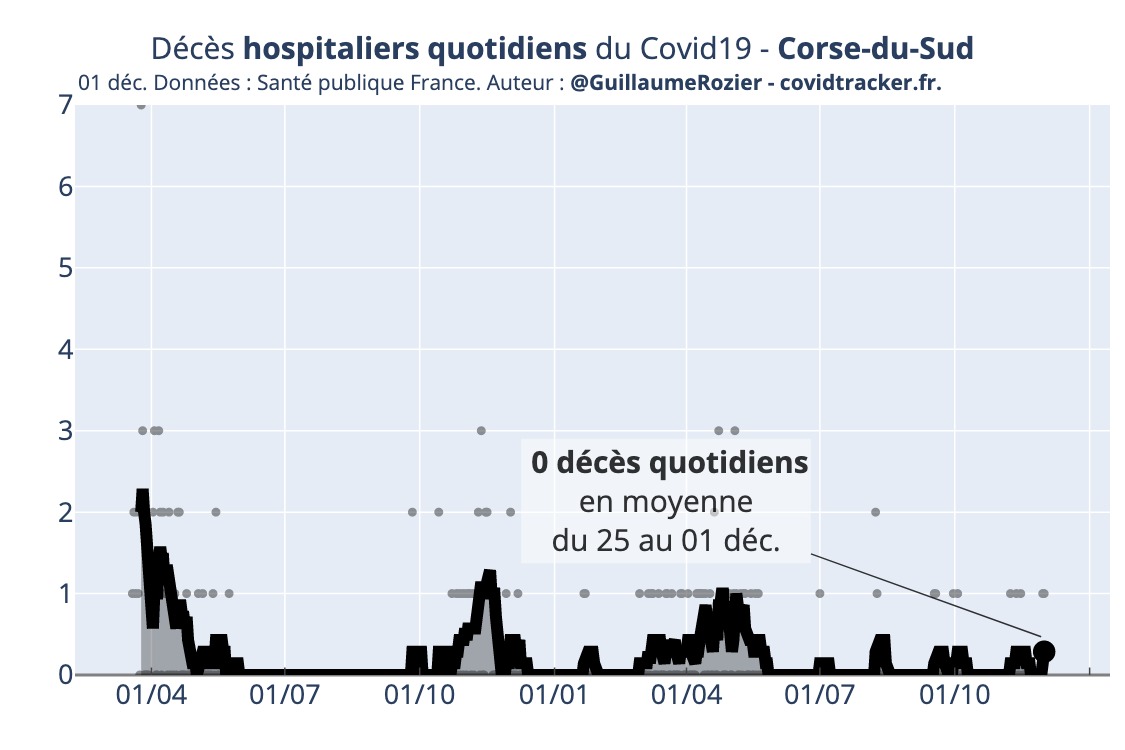 Décès hospitaliers quotidiens du Covid19 - Corse-du-Sud
01 déc. Données : Santé publique France. Auteur : @GuillaumeRozier - covidtracker.fr.
7
6
5
4
3
2
1
0
0 décès quotidiens
en moyenne
du 25 au 01 déc.
01/04 01/07 01/10 01/01 01/04 01/07 01/10